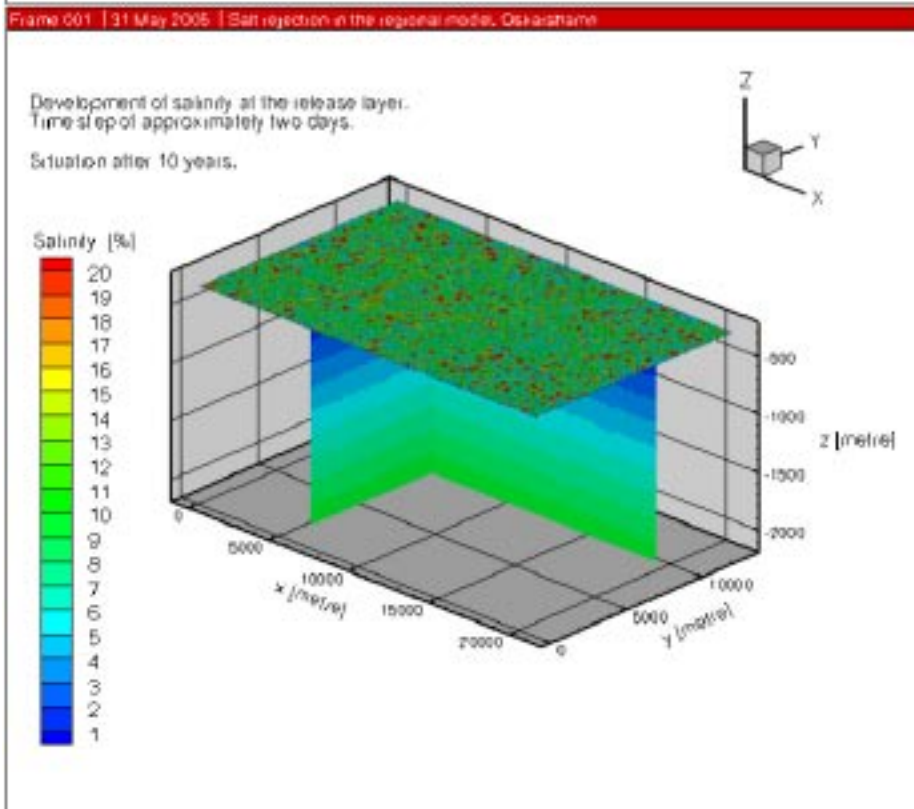 Frame 001 | 31 May 2005 | Salt rejection in the regional model, Oskarshamn
Development of salinity at the release layer.
Time step of approximately two days.
Situation after 10 years.
Z
Y
X
Salinity [%]
20
19
18
17
16
15
14
13
12
11
10
9
8
7
6
5
4
3
2
1
-500
-1000
-1500
-2000
z [metre]
0
5000
10000
15000
20000
x [metre]
0
5000
10000
y [metre]